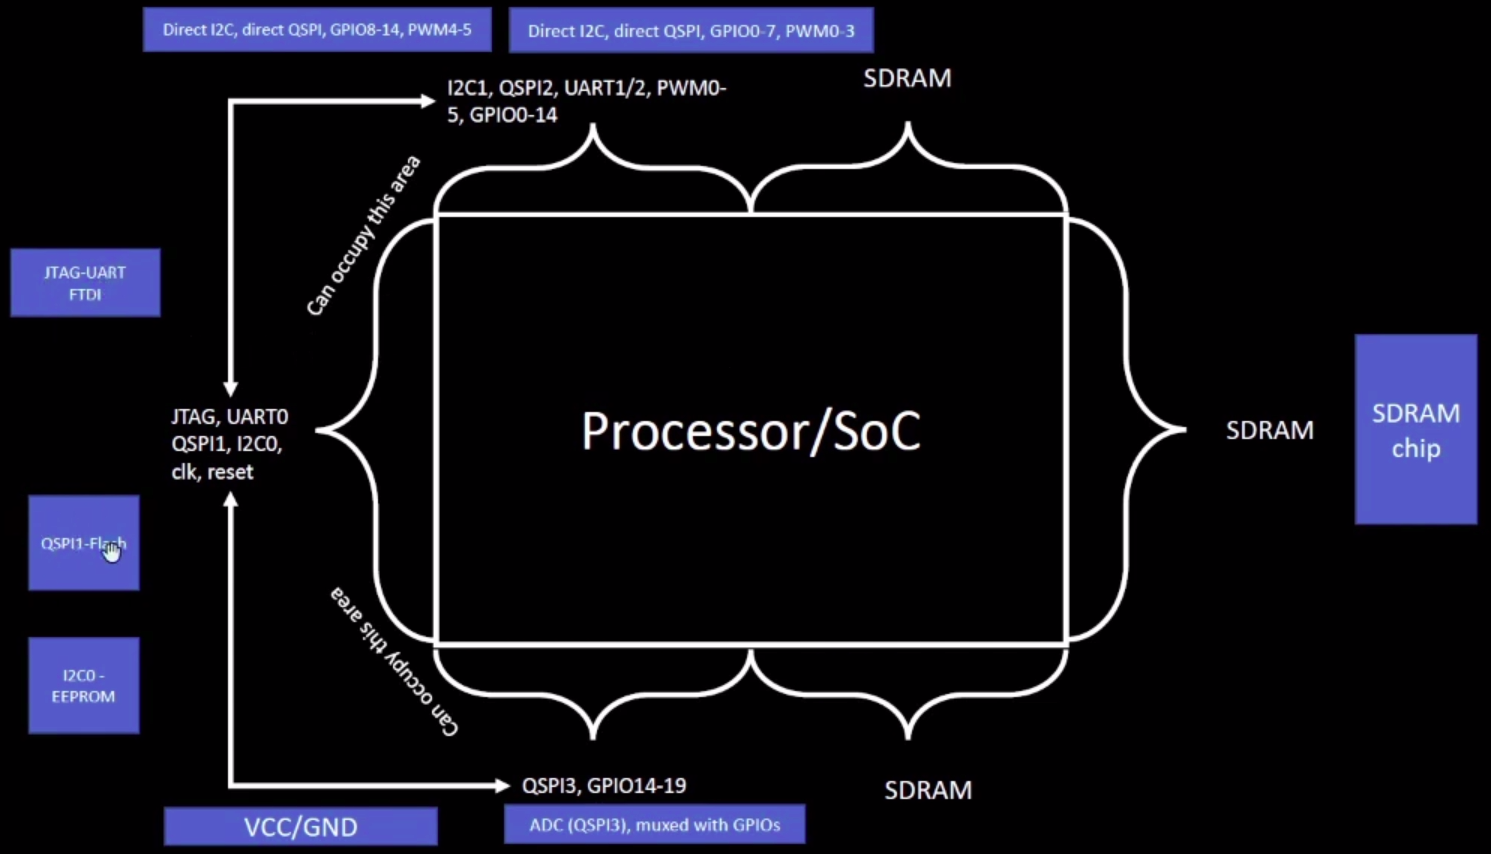 Direct I2C, direct QSPI, GPIO8-14, PWM4-5
Direct I2C, direct QSPI, GPIO0-7, PWM0-3
I2C1, QSPI2, UART1/2, PWM0-
5, GPIO0-14
SDRAM
Can occupy this area
JTAG-UART
FTDI
JTAG, UART0
QSPI1, I2C0,
clk, reset
Processor/SoC
SDRAM
SDRAM
chip
QSPI1-Flash
I2C0 -
EEPROM
Can occupy this area
QSPI3, GPIO14-19
SDRAM
VCC/GND
ADC (QSPI3), muxed with GPIOs